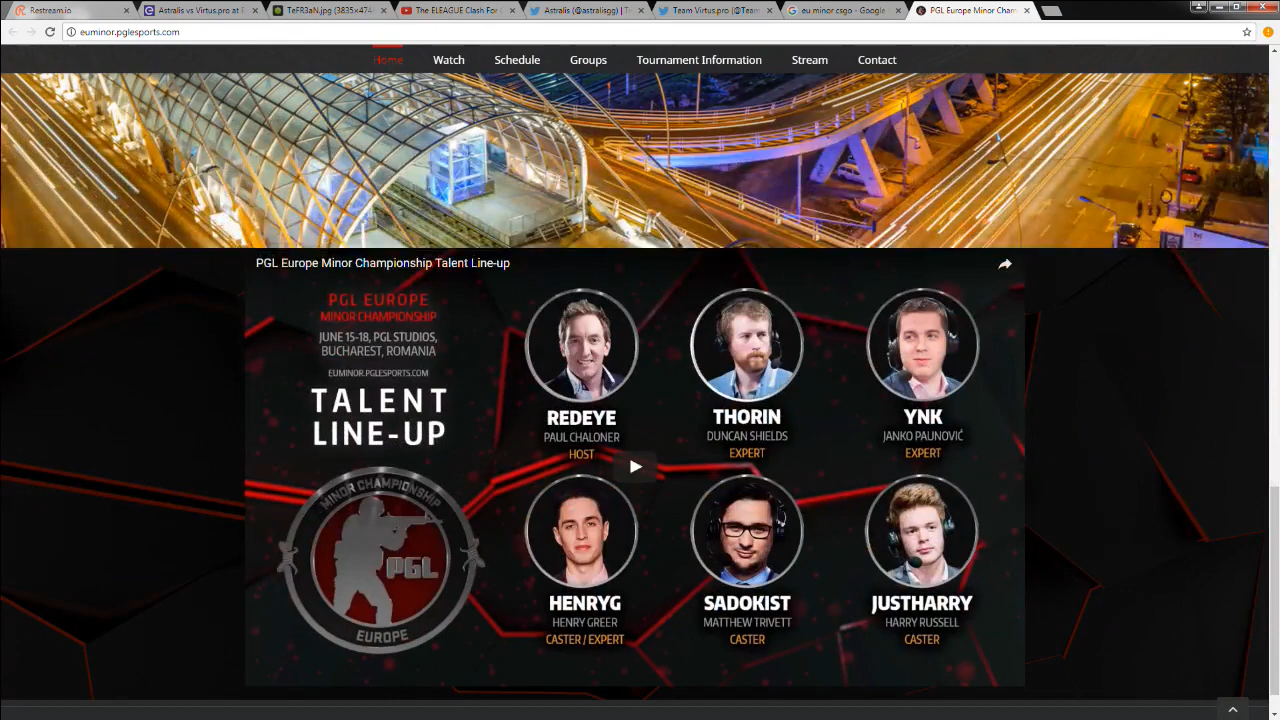 Restream.io
Astralis vs Virtus.pro at E
TeFR3aN.jpg (3835×474
The ELEAGUE Clash For C
Astralis (@astralisgg) | Tw
Team Virtus.pro (@Team
eu minor csgo - Google
PGL Europe Minor Cham
euminor.pglesports.com
Home Watch Schedule Groups Tournament Information Stream Contact
PGL Europe Minor Championship Talent Line-up
PGL EUROPE
MINOR CHAMPIONSHIP
JUNE 15-18, PGL STUDIOS,
BUCHAREST, ROMANIA
EUMINOR.PGLESPORTS.COM
TALENT
LINE-UP
MINOR CHAMPIONSHIP
PGL
EUROPE
REDEYE
PAUL CHALONER
HOST
THORIN
DUNCAN SHIELDS
EXPERT
YNK
JANKO PAUNOVIĆ
EXPERT
HENRYG
HENRY GREER
CASTER / EXPERT
SADOKIST
MATTHEW TRIVETT
CASTER
JUSTHARRY
HARRY RUSSELL
CASTER